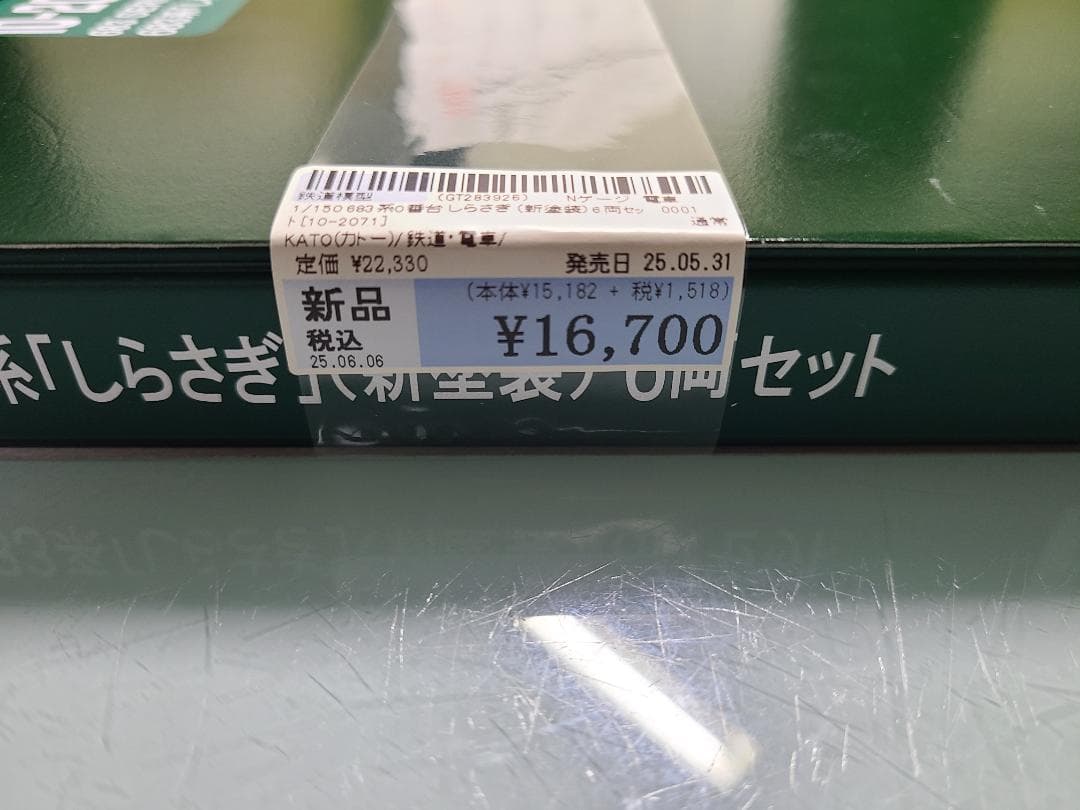 鉄道模型 (GT283926) Nゲージ 電車
1/150 683系0番台 しらさぎ (新塗装) 6両セッ 0001
ト[10-2071] 通常
KATO(カトー)/鉄道・電車/
定価 ¥22,330 発売日 25.05.31
新品 (本体¥15,182 + 税¥1,518)
税込 ¥16,700
25.06.06
系「しらさぎ」(新塗装) 6両セット